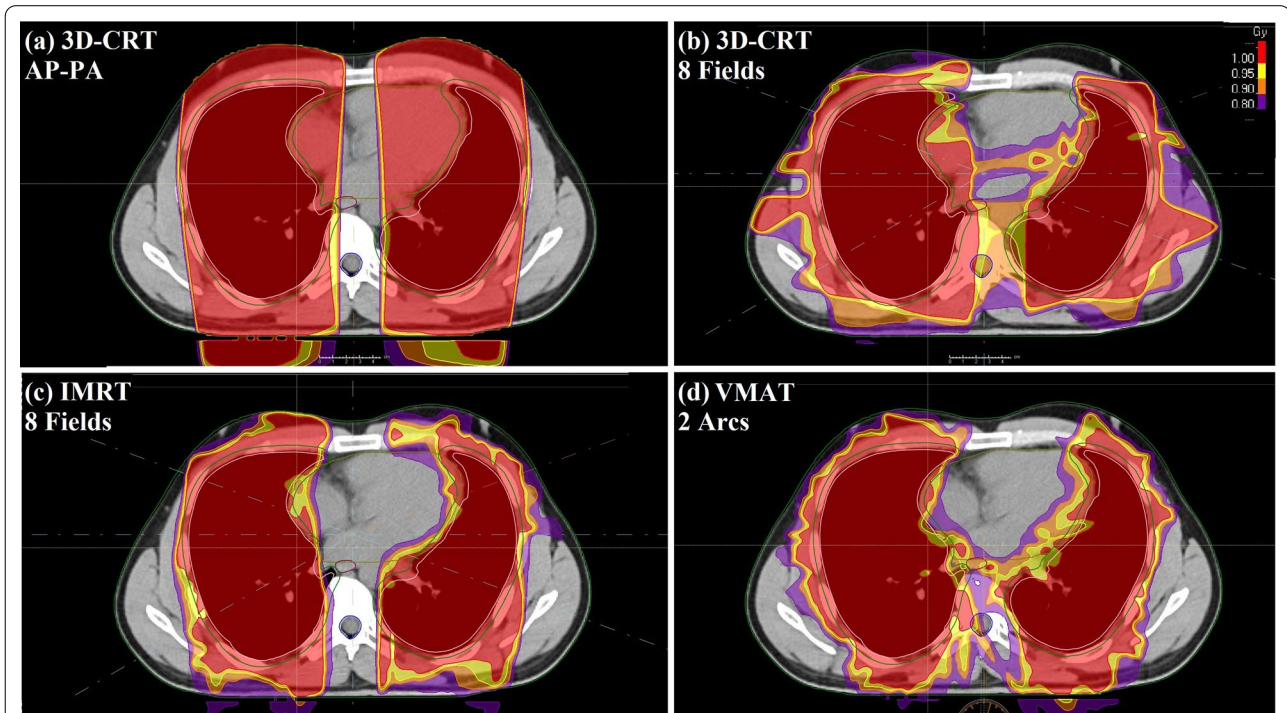 (a) 3D-CRT
AP-PA
(b) 3D-CRT
8 Fields
Gy
1.00
0.95
0.90
0.80
(c) IMRT
8 Fields
(d) VMAT
2 Arcs